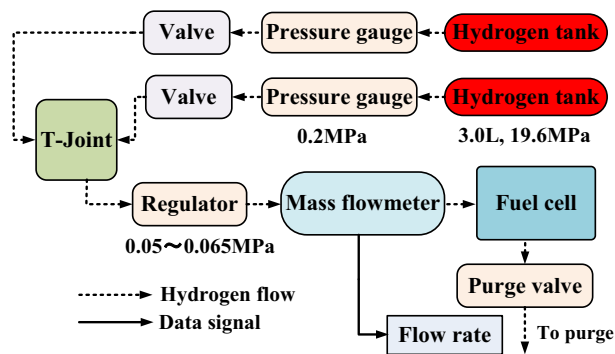 Valve
Pressure gauge
Hydrogen tank
Valve
Pressure gauge
Hydrogen tank
T-Joint
0.2MPa
3.0L, 19.6MPa
Regulator
Mass flowmeter
Fuel cell
0.05～0.065MPa
Purge valve
Hydrogen flow
Data signal
Flow rate
To purge